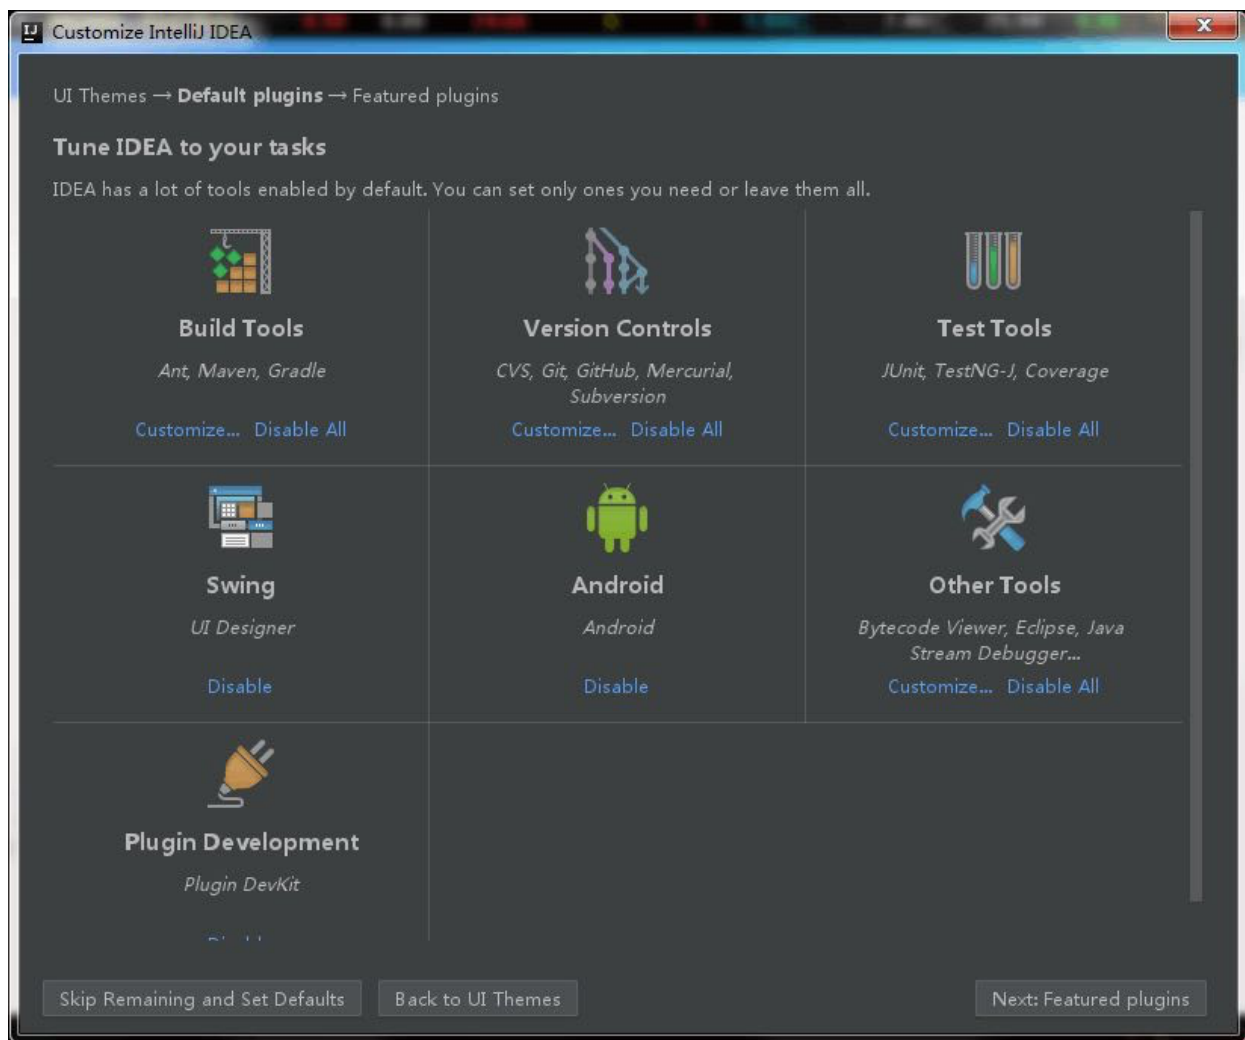 Customize IntelliJ IDEA
UI Themes → Default plugins → Featured plugins
Tune IDEA to your tasks
IDEA has a lot of tools enabled by default. You can set only ones you need or leave them all.
Build Tools
Ant, Maven, Gradle
Customize... Disable All
Version Controls
CVS, Git, GitHub, Mercurial,
Subversion
Customize... Disable All
Test Tools
JUnit, TestNG-J, Coverage
Customize... Disable All
Swing
UI Designer
Disable
Android
Android
Disable
Other Tools
Bytecode Viewer, Eclipse, Java
Stream Debugger...
Customize... Disable All
Plugin Development
Plugin DevKit
Skip Remaining and Set Defaults
Back to UI Themes
Next: Featured plugins